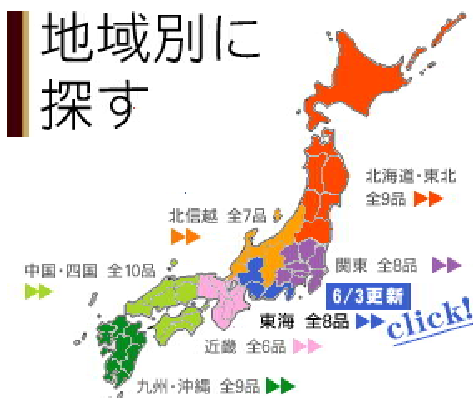 地域別に
探す
北海道・東北
全9品
北信越 全7品
関東 全8品
中国・四国 全10品
6/3更新
東海 全8品
click!
近畿 全6品
九州・沖縄 全9品